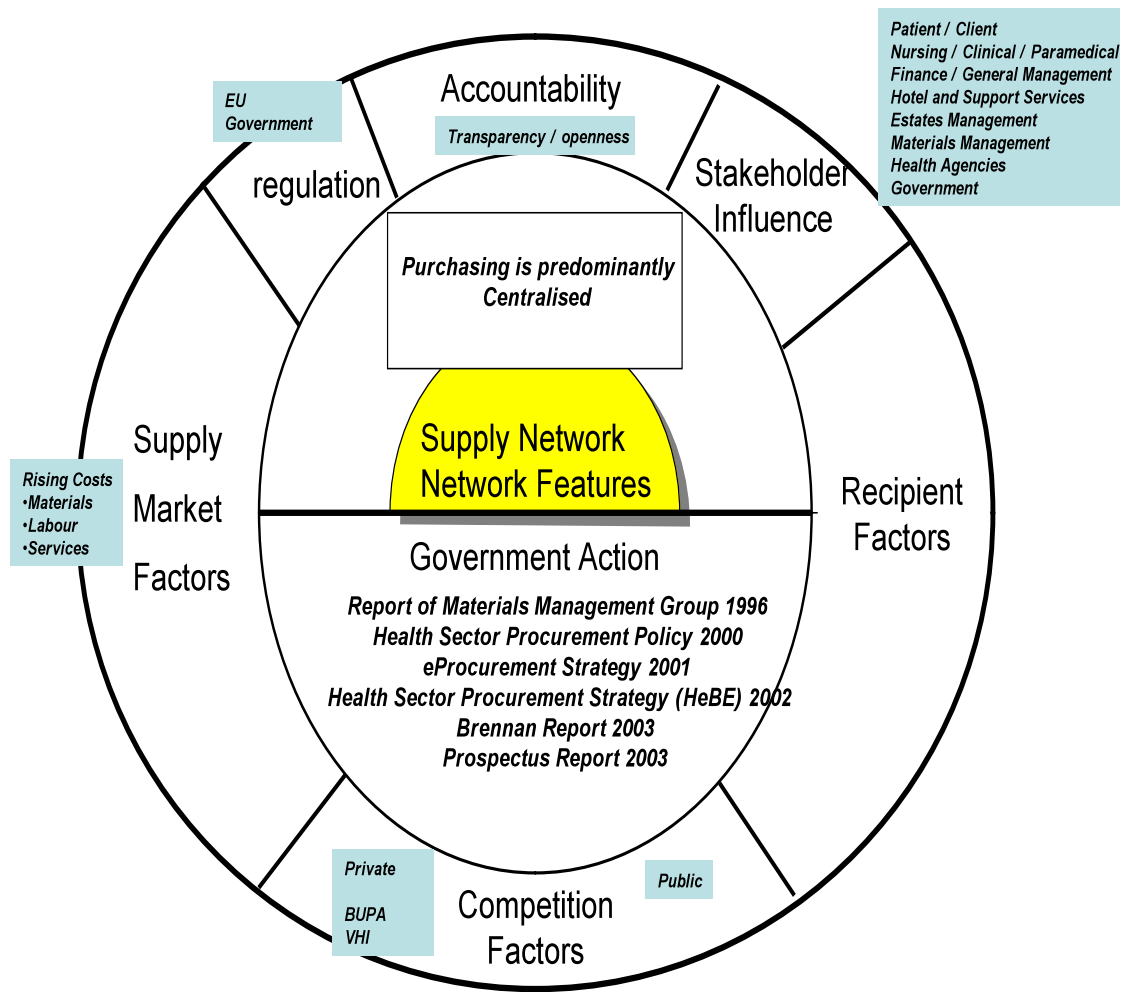 Patient / Client
Nursing / Clinical / Paramedical
Finance / General Management
Hotel and Support Services
Estates Management
Materials Management
Health Agencies
Government
EU
Government
Accountability
Transparency / openness
regulation
Stakeholder
Influence
Purchasing is predominantly
Centralised
Supply Network
Network Features
Supply
Market
Factors
Rising Costs
•Materials
•Labour
•Services
Recipient
Factors
Government Action
Report of Materials Management Group 1996
Health Sector Procurement Policy 2000
eProcurement Strategy 2001
Health Sector Procurement Strategy (HeBE) 2002
Brennan Report 2003
Prospectus Report 2003
Private
BUPA
VHI
Public
Competition
Factors